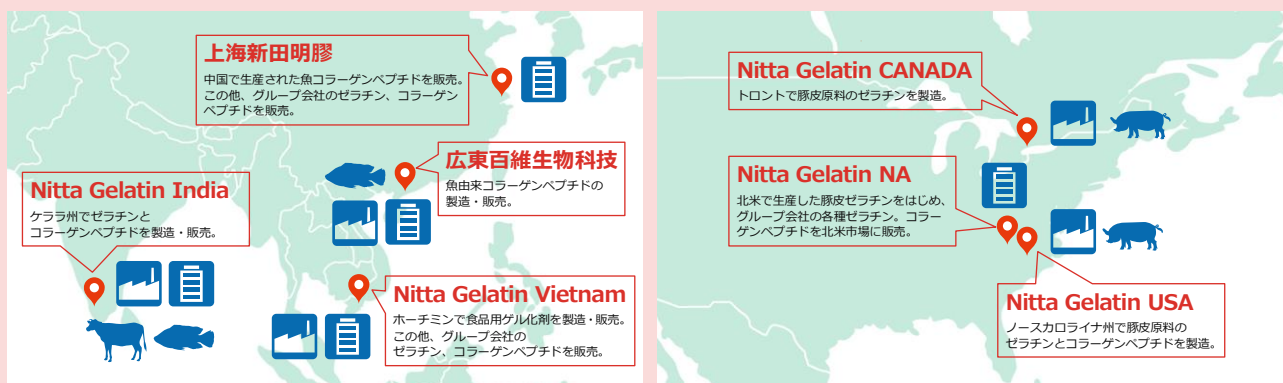 上海新田明膠
中国で生産された魚コラーゲンペプチドを販売。
この他、グループ会社のゼラチン、コラーゲン
ペプチドを販売。
広東百維生物科技
魚由来コラーゲンペプチドの
製造・販売。
Nitta Gelatin India
ケララ州でゼラチンと
コラーゲンペプチドを製造・販売。
Nitta Gelatin Vietnam
ホーチミンで食品用ゲル化剤を製造・販売。
この他、グループ会社の
ゼラチン、コラーゲンペプチドを販売。
Nitta Gelatin CANADA
トロントで豚皮原料のゼラチンを製造。
Nitta Gelatin NA
北米で生産した豚皮ゼラチンをはじめ、
グループ会社の各種ゼラチン。コラー
ゲンペプチドを北米市場に販売。
Nitta Gelatin USA
ノースカロライナ州で豚皮原料の
ゼラチンとコラーゲンペプチドを製造。